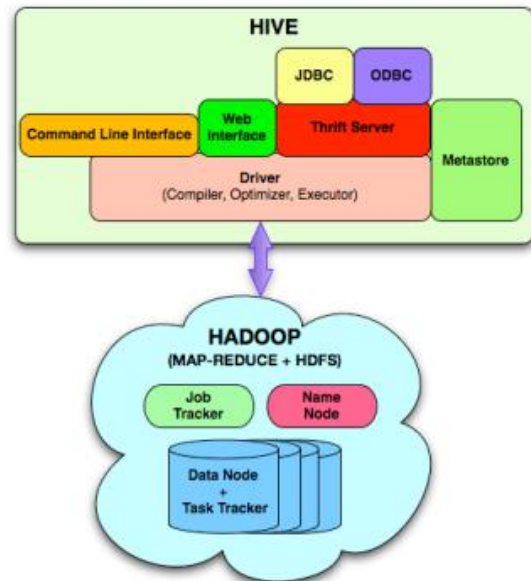 HIVE
JDBC
ODBC
Command Line Interface
Web
Interface
Thrift Server
Metastore
Driver
(Compiler, Optimizer, Executor)
HADOOP
(MAP-REDUCE + HDFS)
Job
Tracker
Name
Node
Data Node
+
Task Tracker